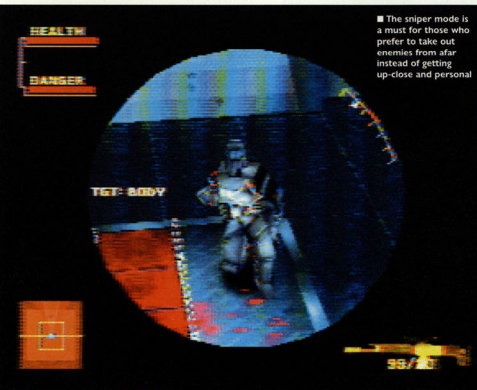 HEALTH
■ The sniper mode is
a must for those who
prefer to take out
enemies from afar
instead of getting
up-close and personal
DANGER
TGT: BODY